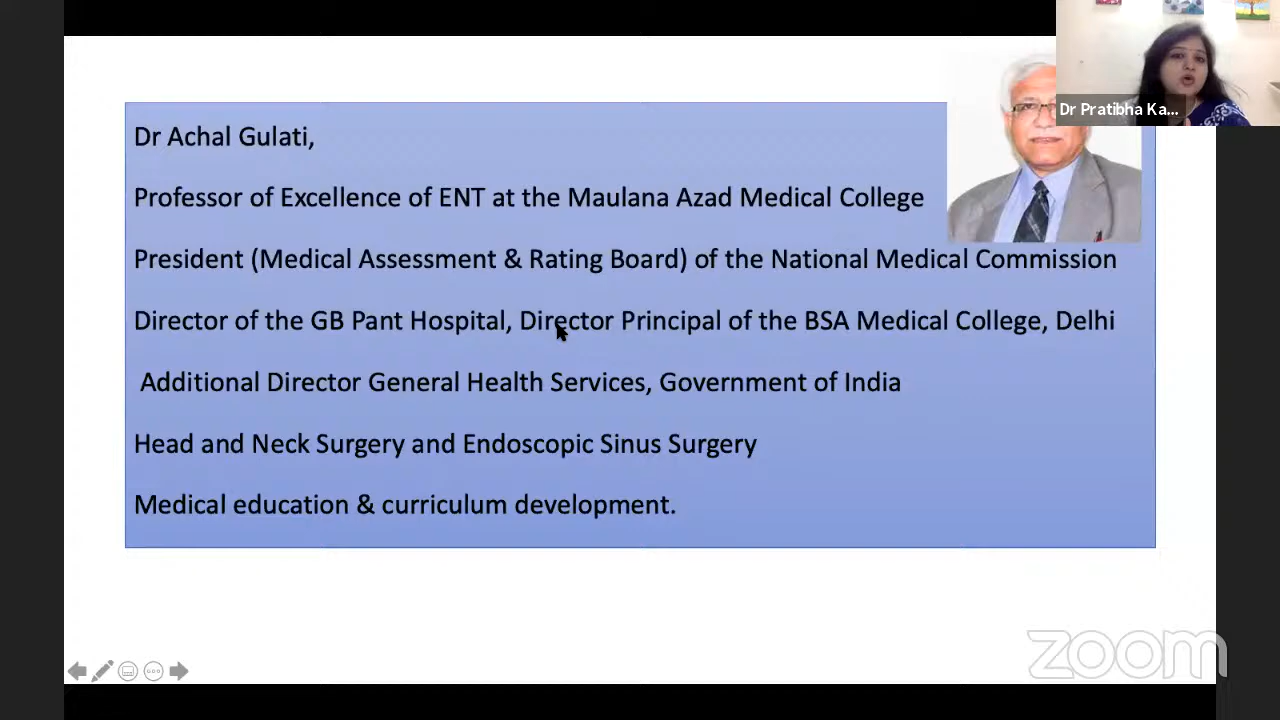 Dr Pratibha Ka...
Dr Achal Gulati,
Professor of Excellence of ENT at the Maulana Azad Medical College
President (Medical Assessment & Rating Board) of the National Medical Commission
Director of the GB Pant Hospital, Director Principal of the BSA Medical College, Delhi
Additional Director General Health Services, Government of India
Head and Neck Surgery and Endoscopic Sinus Surgery
Medical education & curriculum development.
zoom